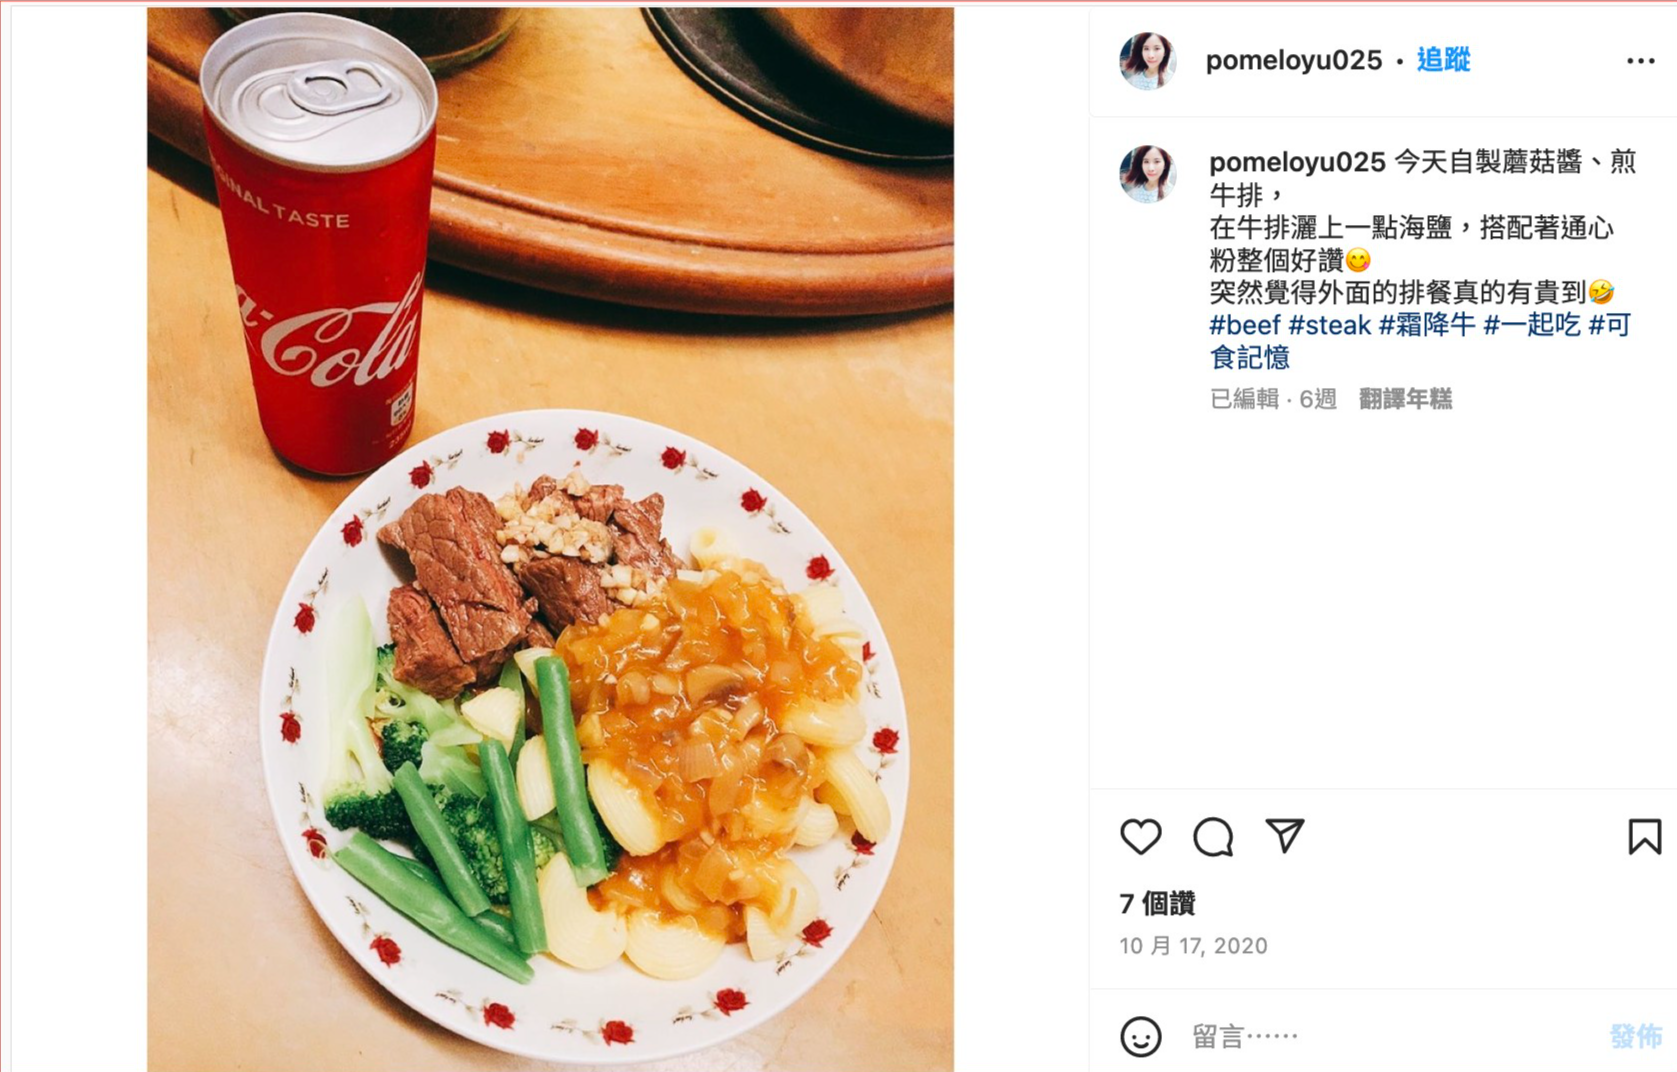 GINAL TASTE
Cola
pomeloyu025 • 追蹤
pomeloyu025 今天自製蘑菇醬、煎
牛排，
在牛排灑上一點海鹽，搭配著通心
粉整個好讚😋
突然覺得外面的排餐真的有貴到🤣
#beef #steak #霜降牛 #一起吃 #可
食記憶
已編輯 · 6週 翻譯年糕
7 個讚
10 月 17, 2020
留言⋯⋯
發佈